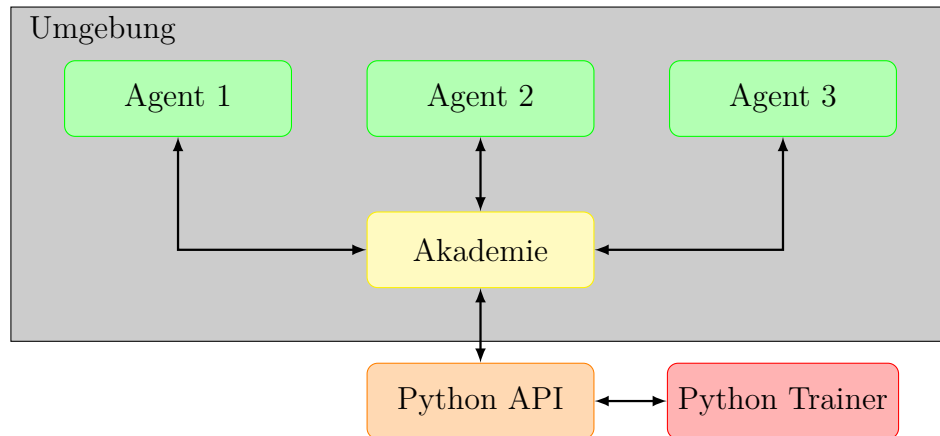 Umgebung
Agent 1
Agent 2
Agent 3
Akademie
Python API
Python Trainer